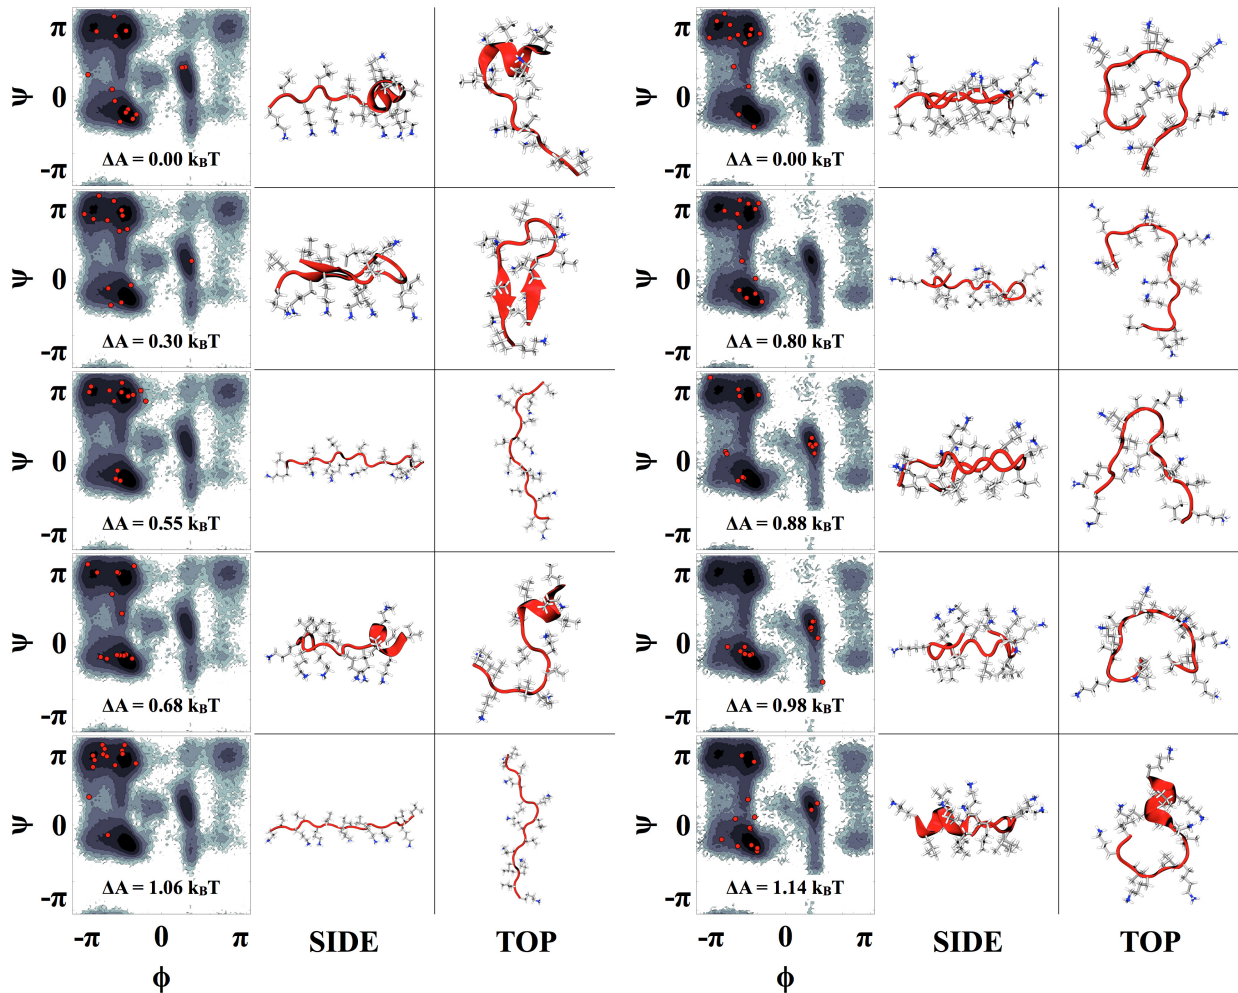 π
Ψ 0
-π
ΔA = 0.00 kBT
π
Ψ 0
-π
ΔA = 0.30 kBT
π
Ψ 0
-π
ΔA = 0.55 kBT
π
Ψ 0
-π
ΔA = 0.68 kBT
π
Ψ 0
-π
ΔA = 1.06 kBT
-π 0 π
ϕ
SIDE
TOP
π
Ψ 0
-π
ΔA = 0.00 kBT
π
Ψ 0
-π
ΔA = 0.80 kBT
π
Ψ 0
-π
ΔA = 0.88 kBT
π
Ψ 0
-π
ΔA = 0.98 kBT
π
Ψ 0
-π
ΔA = 1.14 kBT
-π 0 π
ϕ
SIDE
TOP